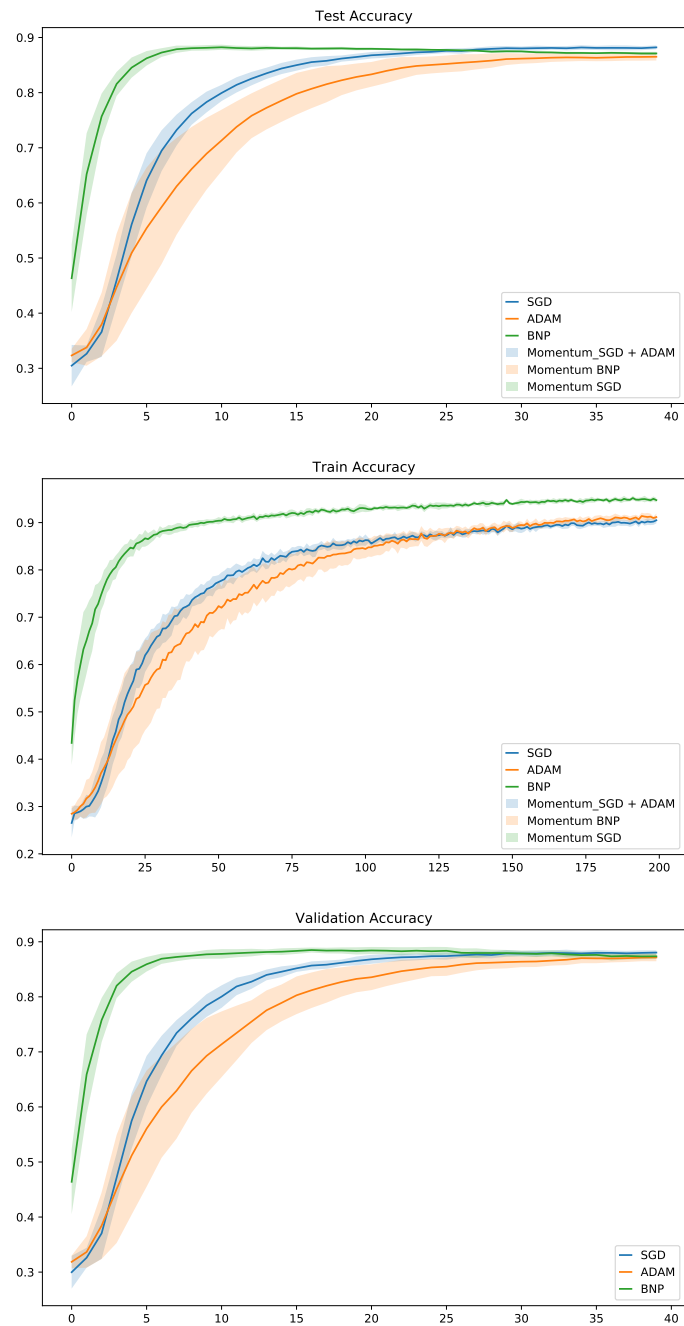 Test Accuracy
0.9
0.8
0.7
0.6
0.5
0.4
0.3
SGD
ADAM
BNP
Momentum_SGD + ADAM
Momentum BNP
Momentum SGD
0 5 10 15 20 25 30 35 40
Train Accuracy
0.9
0.8
0.7
0.6
0.5
0.4
0.3
0.2
SGD
ADAM
BNP
Momentum_SGD + ADAM
Momentum BNP
Momentum SGD
0 25 50 75 100 125 150 175 200
Validation Accuracy
0.9
0.8
0.7
0.6
0.5
0.4
0.3
SGD
ADAM
BNP
0 5 10 15 20 25 30 35 40